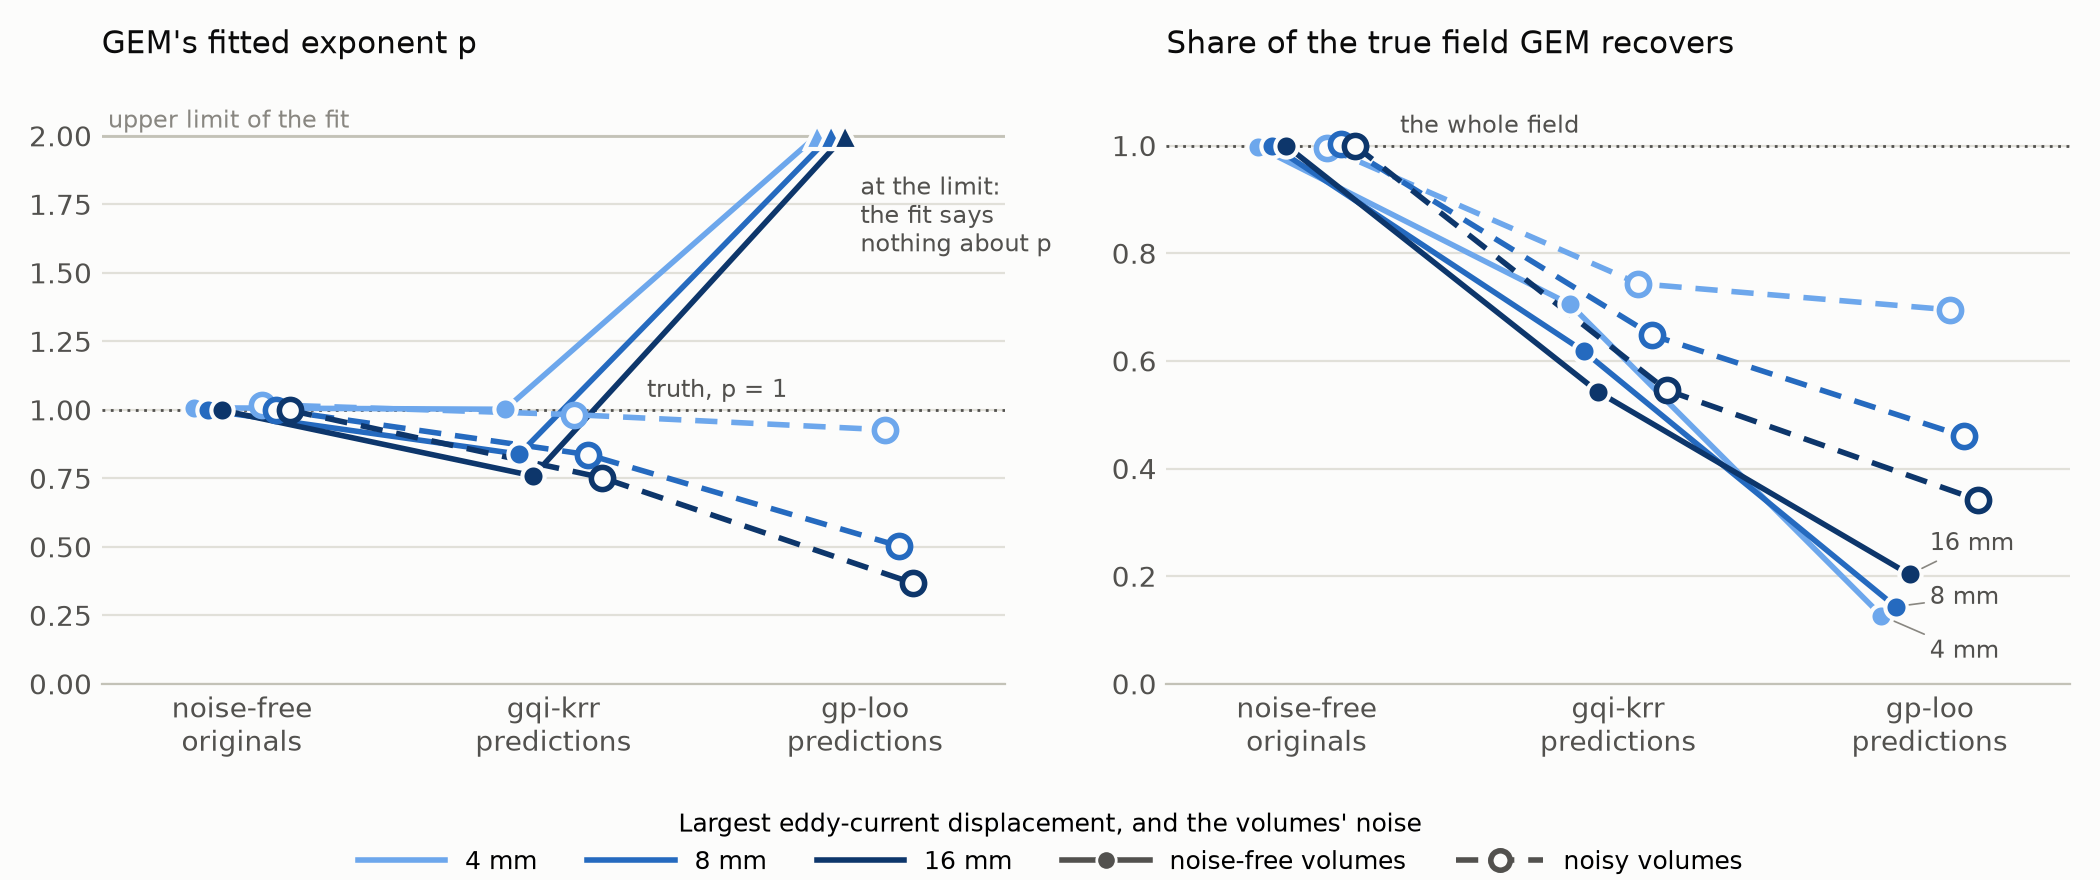 GEM's fitted exponent p
upper limit of the fit
2.00
1.75
1.50
1.25
1.00
0.75
0.50
0.25
0.00
at the limit:
the fit says
nothing about p
truth, p = 1
noise-free
originals
gqi-krr
predictions
gp-loo
predictions
Share of the true field GEM recovers
the whole field
1.0
0.8
0.6
0.4
0.2
0.0
16 mm
8 mm
4 mm
noise-free
originals
gqi-krr
predictions
gp-loo
predictions
Largest eddy-current displacement, and the volumes' noise
4 mm 8 mm 16 mm noise-free volumes noisy volumes